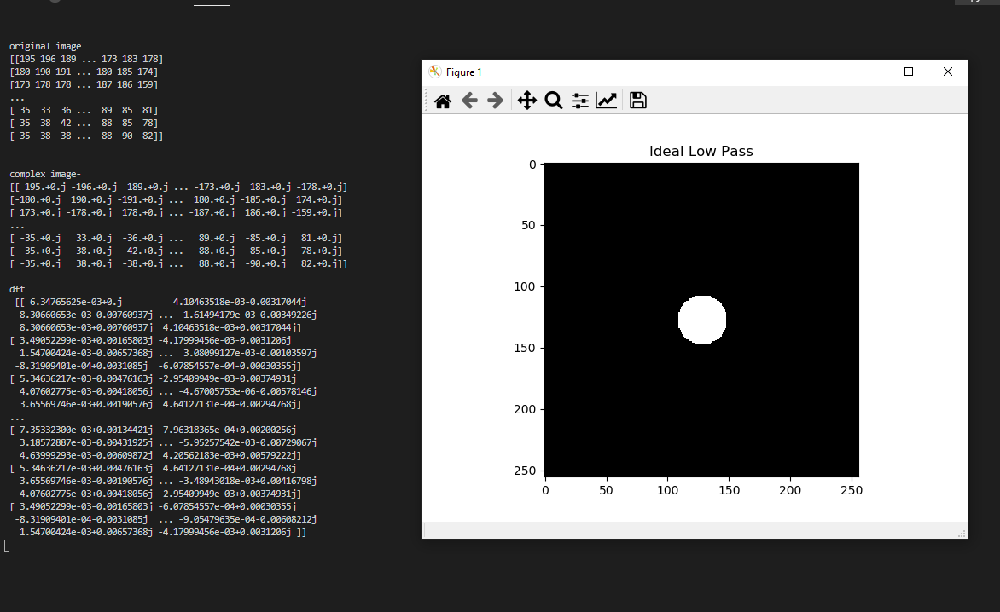 original image
[[195 196 189 ... 173 183 178]
[180 190 191 ... 180 185 174]
[173 178 178 ... 187 186 159]
...
[ 35  33  36 ...  89  85  81]
[ 35  38  42 ...  88  85  78]
[ 35  38  38 ...  88  90  82]]
complex image-
[[ 195.+0.j -196.+0.j  189.+0.j ... -173.+0.j  183.+0.j -178.+0.j]
[-180.+0.j  190.+0.j -191.+0.j ...  180.+0.j -185.+0.j  174.+0.j]
[ 173.+0.j -178.+0.j  178.+0.j ... -187.+0.j  186.+0.j -159.+0.j]
...
[ -35.+0.j   33.+0.j  -36.+0.j ...   89.+0.j  -85.+0.j   81.+0.j]
[  35.+0.j  -38.+0.j   42.+0.j ...  -88.+0.j   85.+0.j  -78.+0.j]
[ -35.+0.j   38.+0.j  -38.+0.j ...   88.+0.j  -90.+0.j   82.+0.j]]
dft
[[ 6.34765625e-03+0.j          4.10463518e-03-0.00317044j
8.30660653e-03-0.00760937j ...  1.61494179e-03-0.00349226j
8.30660653e-03+0.00760937j  4.10463518e-03+0.00317044j]
[ 3.49052299e-03+0.00165803j -4.17999456e-03-0.0031206j
1.54700424e-03-0.00657368j ...  3.08099127e-03-0.00103597j
-8.31909401e-04+0.0031085j  -6.07854557e-04-0.00030355j]
[ 5.34636217e-03-0.00476163j -2.95409949e-03-0.00374931j
4.07602775e-03-0.00418056j ... -4.67005753e-06-0.00578146j
3.65569746e-03+0.00190576j  4.64127131e-04-0.00294768j]
...
[ 7.35332300e-03+0.00134421j -7.96318365e-04+0.00200256j
3.18572887e-03-0.00431925j ... -5.95257542e-03-0.00729067j
4.63999293e-03-0.00609872j  4.20562183e-03+0.00579222j]
[ 5.34636217e-03+0.00476163j  4.64127131e-04+0.00294768j
3.65569746e-03-0.00190576j ... -3.48943018e-03+0.00416798j
4.07602775e-03+0.00418056j -2.95409949e-03+0.00374931j]
[ 3.49052299e-03-0.00165803j -6.07854557e-04+0.00030355j
-8.31909401e-04-0.0031085j  ... -9.05479635e-04-0.00608212j
1.54700424e-03+0.00657368j -4.17999456e-03+0.0031206j ]]
Figure 1
Ideal Low Pass
0
50
100
150
200
250
0 50 100 150 200 250